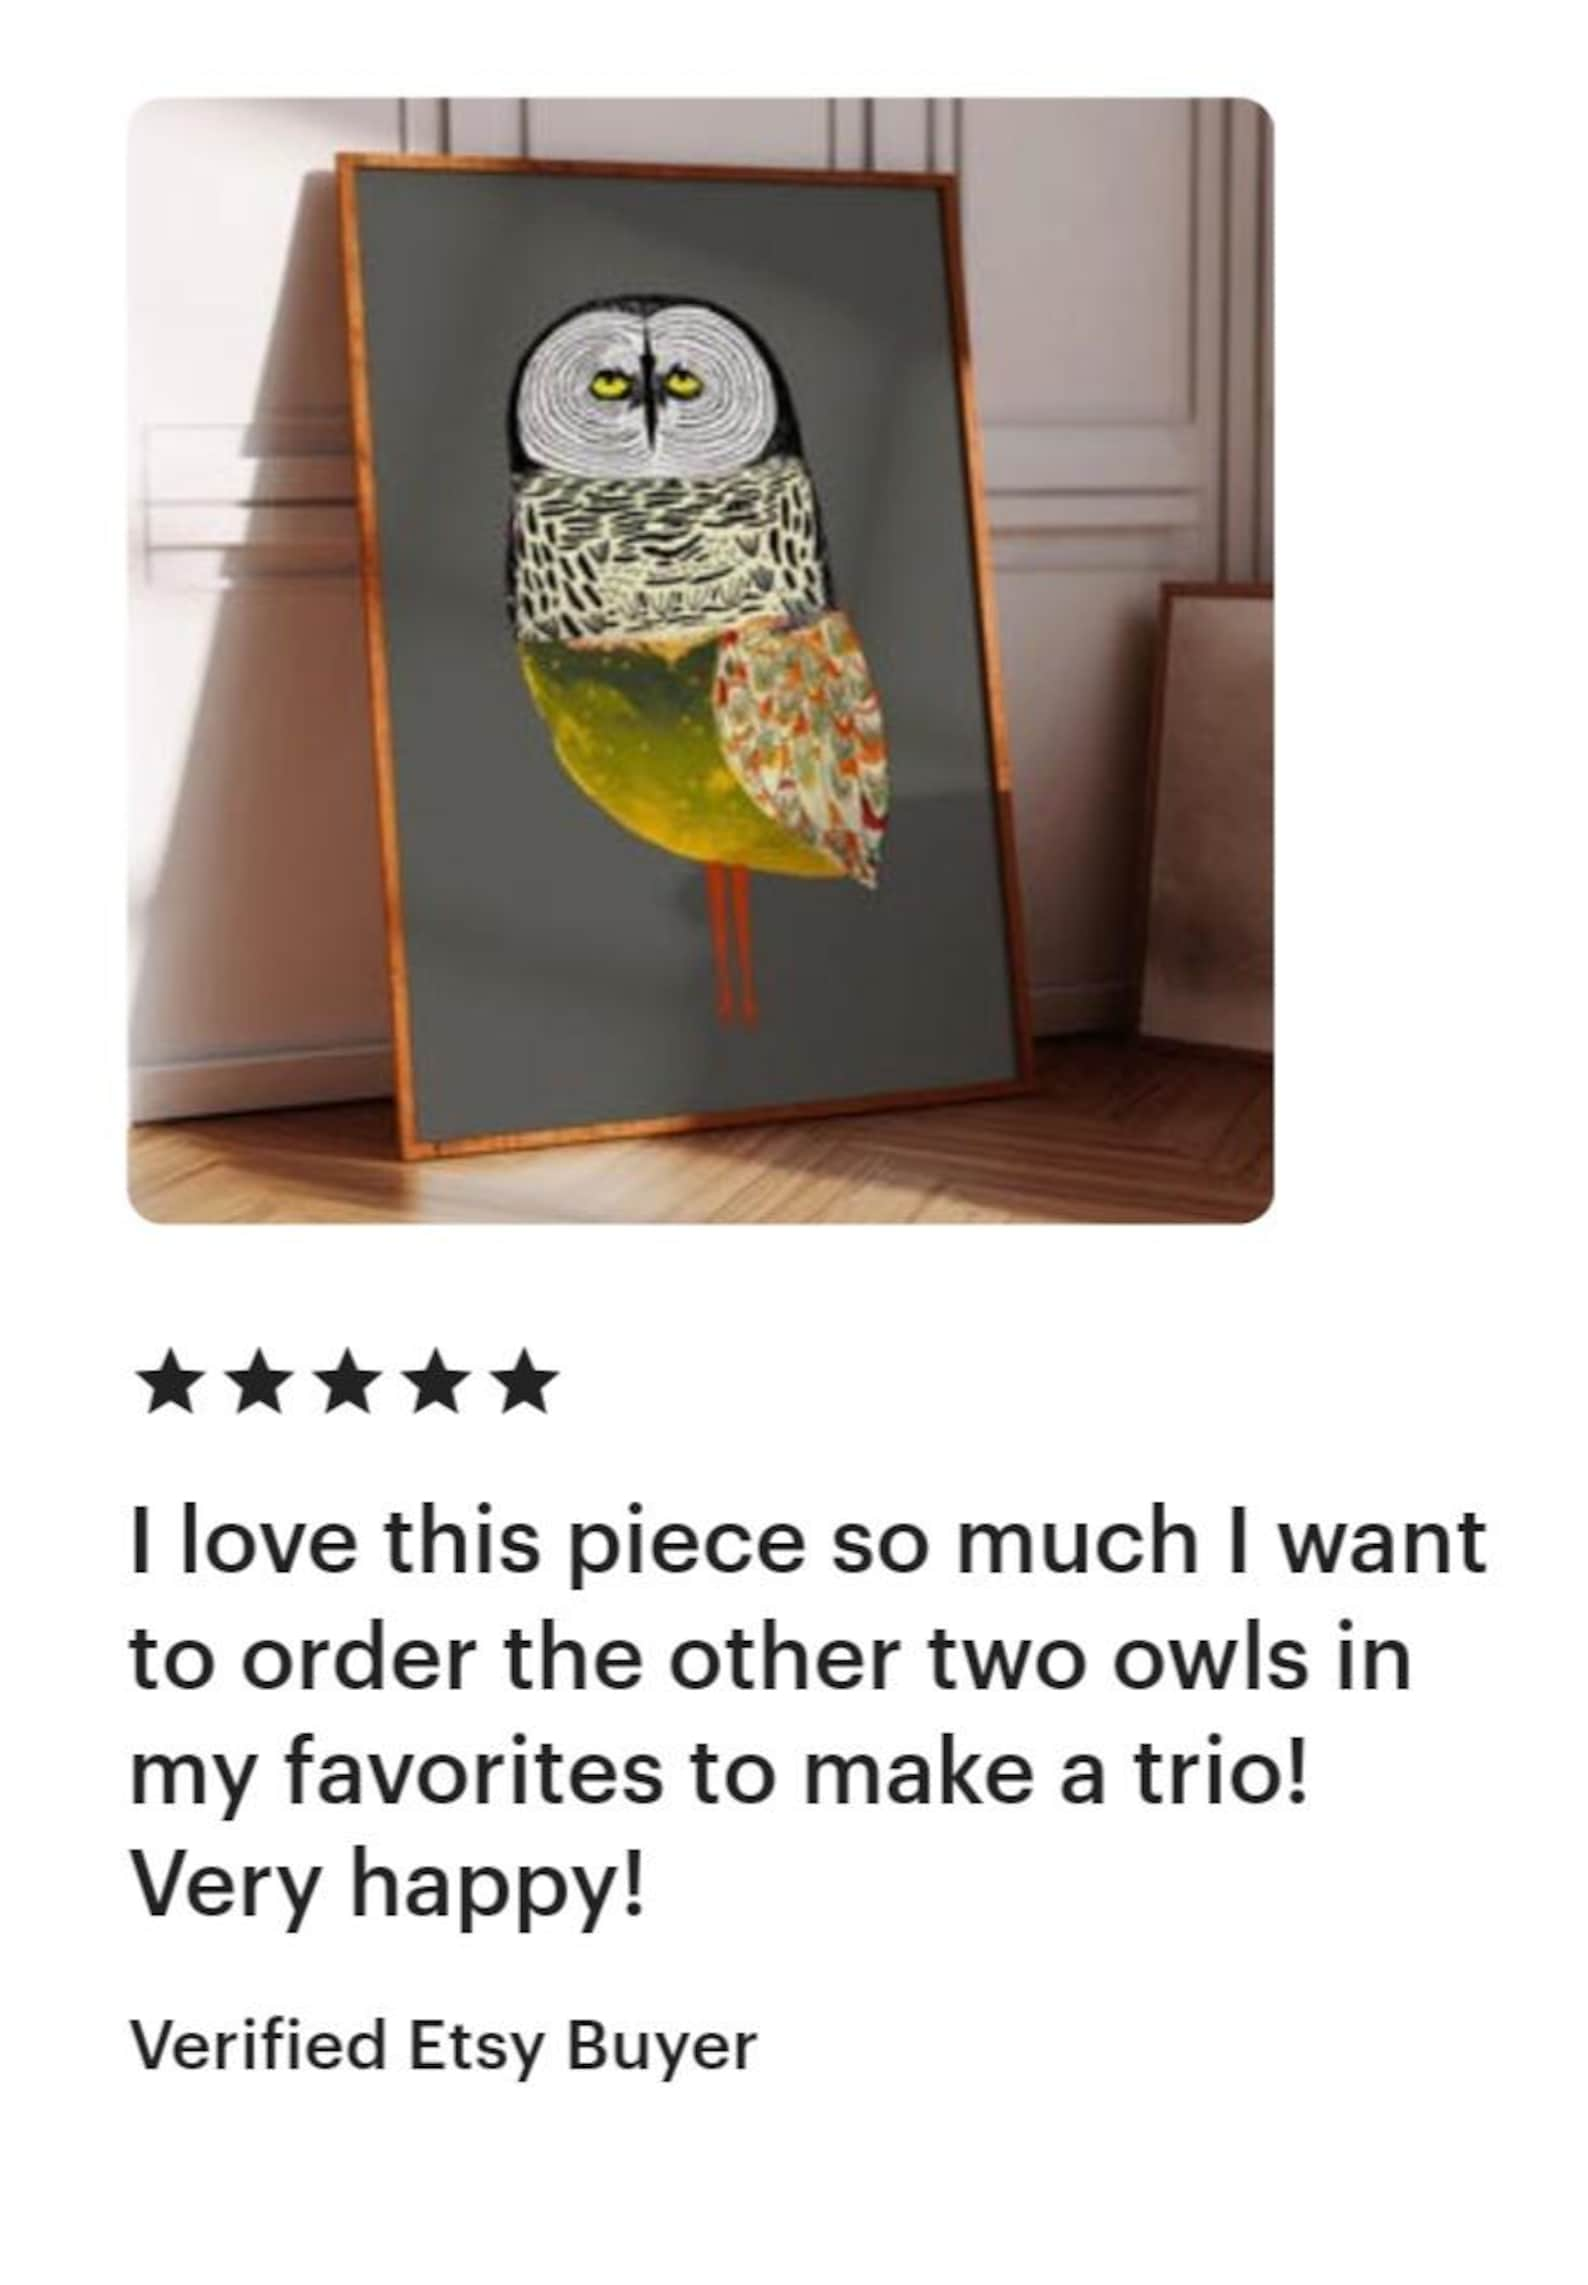 I love this piece so much I want
to order the other two owls in
my favorites to make a trio!
Very happy!
Verified Etsy Buyer